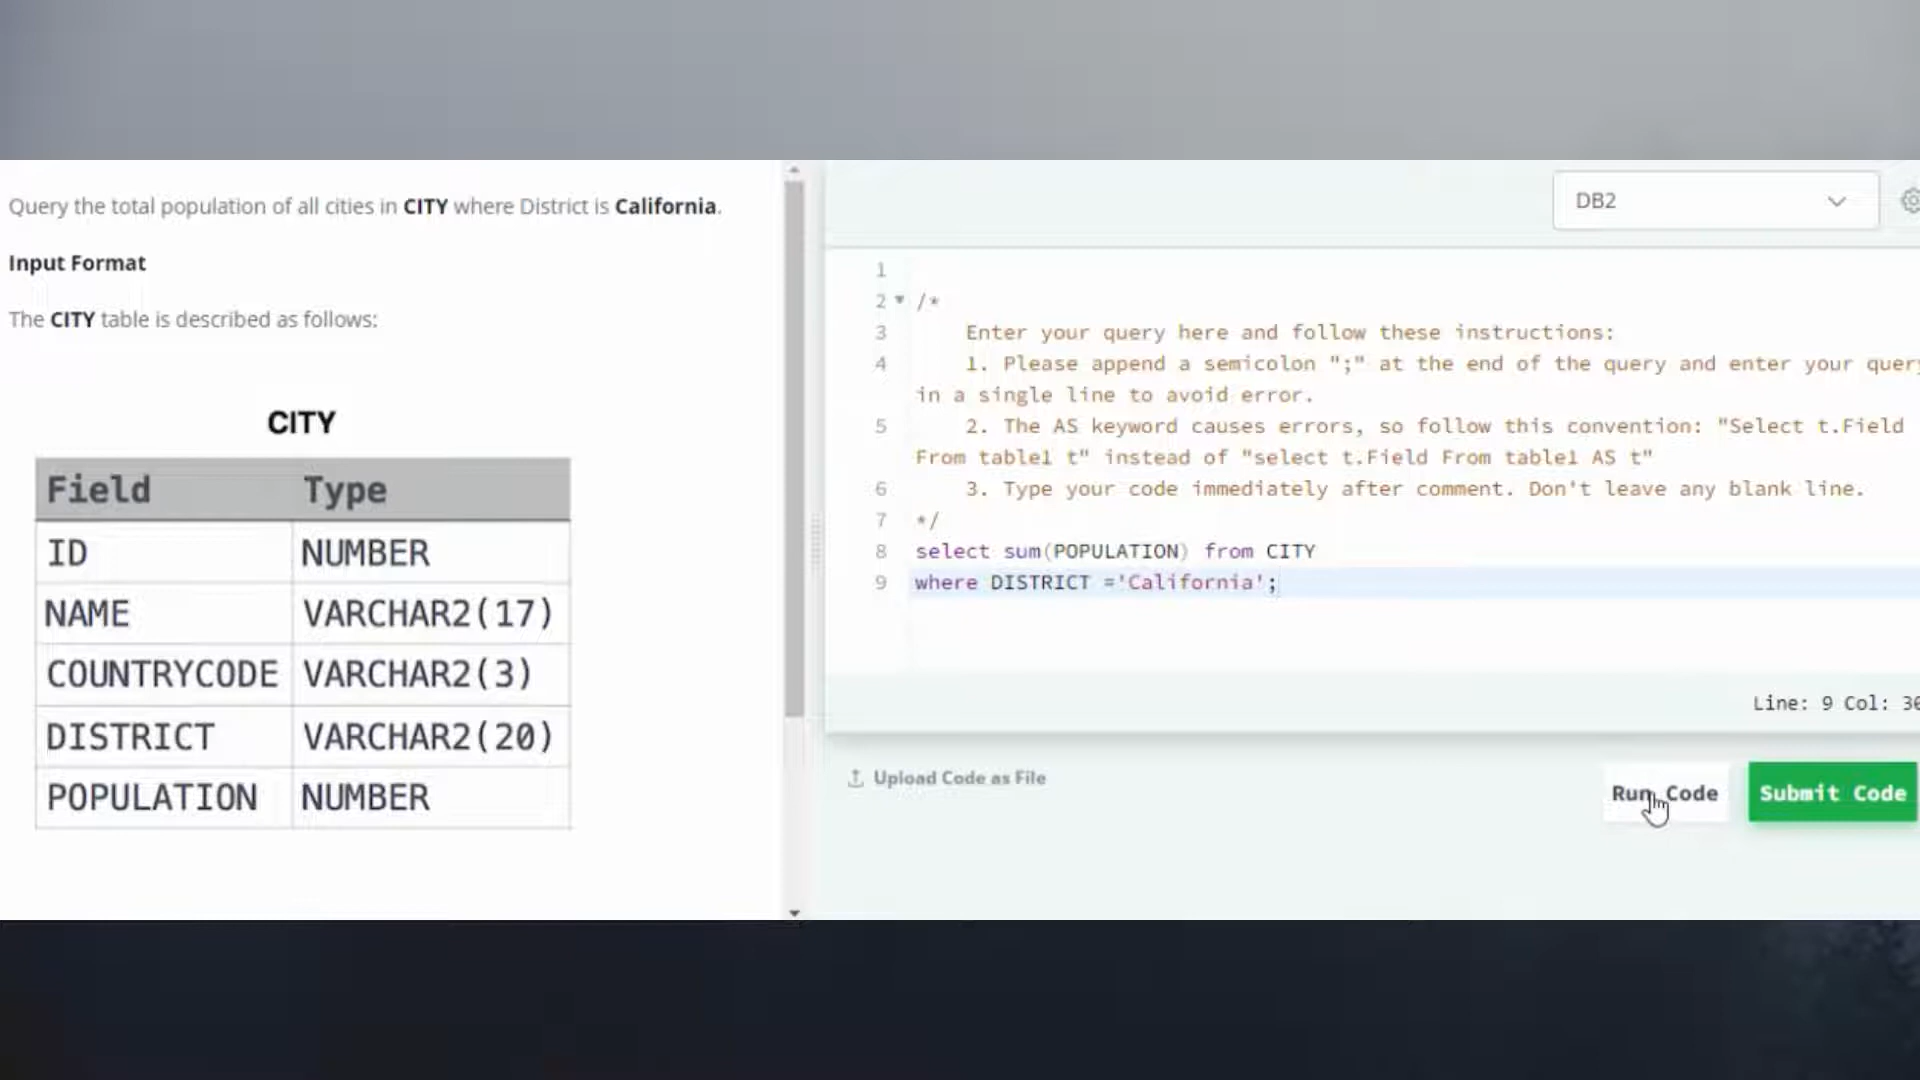 Query the total population of all cities in CITY where District is California.
Input Format
The CITY table is described as follows:
CITY
Field Type
ID NUMBER
NAME VARCHAR2(17)
COUNTRYCODE VARCHAR2(3)
DISTRICT VARCHAR2(20)
POPULATION NUMBER
DB2
1
2 /*
3 Enter your query here and follow these instructions:
4 1. Please append a semicolon ";" at the end of the query and enter your query
in a single line to avoid error.
5 2. The AS keyword causes errors, so follow this convention: "Select t.Field
From table1 t" instead of "select t.Field From table1 AS t"
6 3. Type your code immediately after comment. Don't leave any blank line.
7 */
8 select sum(POPULATION) from CITY
9 where DISTRICT ='California';
Line: 9 Col: 30
Upload Code as File
Run Code
Submit Code